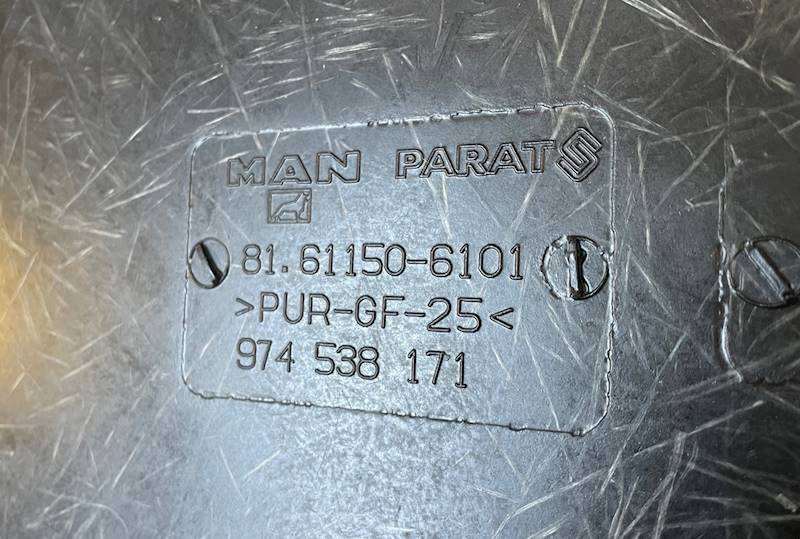 MAN PARAT
81.61150-6101
>PUR-GF-25<
974 538 171